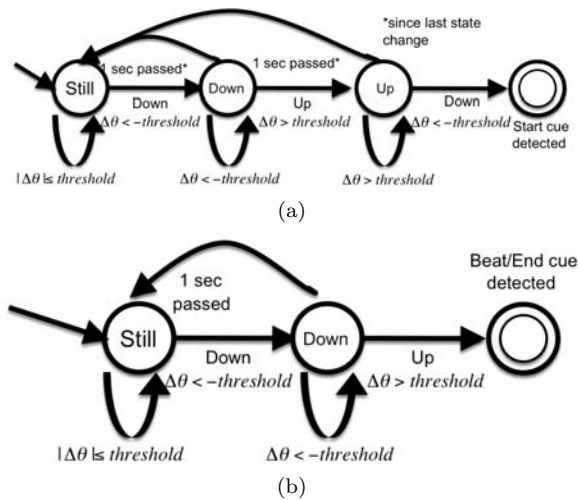 *since last state
change
1 sec passed*
1 sec passed*
Still
Down
Up
Down
Up
Down
Δθ < −threshold
Δθ > threshold
Δθ < −threshold
Start cue
detected
|Δθ|≤ threshold
Δθ < −threshold
Δθ > threshold
(a)
Beat/End cue
detected
1 sec
passed
Still
Down
Down
Up
Δθ < −threshold
Δθ > threshold
|Δθ|≤ threshold
Δθ < −threshold
(b)